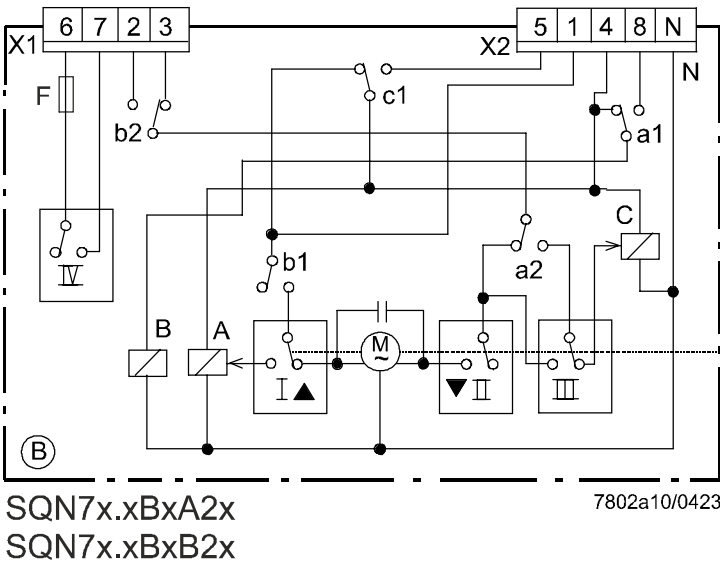 6 7 2 3
5 1 4 8 N
X1
X2
N
F
c1
b2
a1
C
b1
a2
IV
B
A
M
~
I ▲
▼ II
III
B
SQN7x.xBxA2x
7802a10/0423
SQN7x.xBxB2x